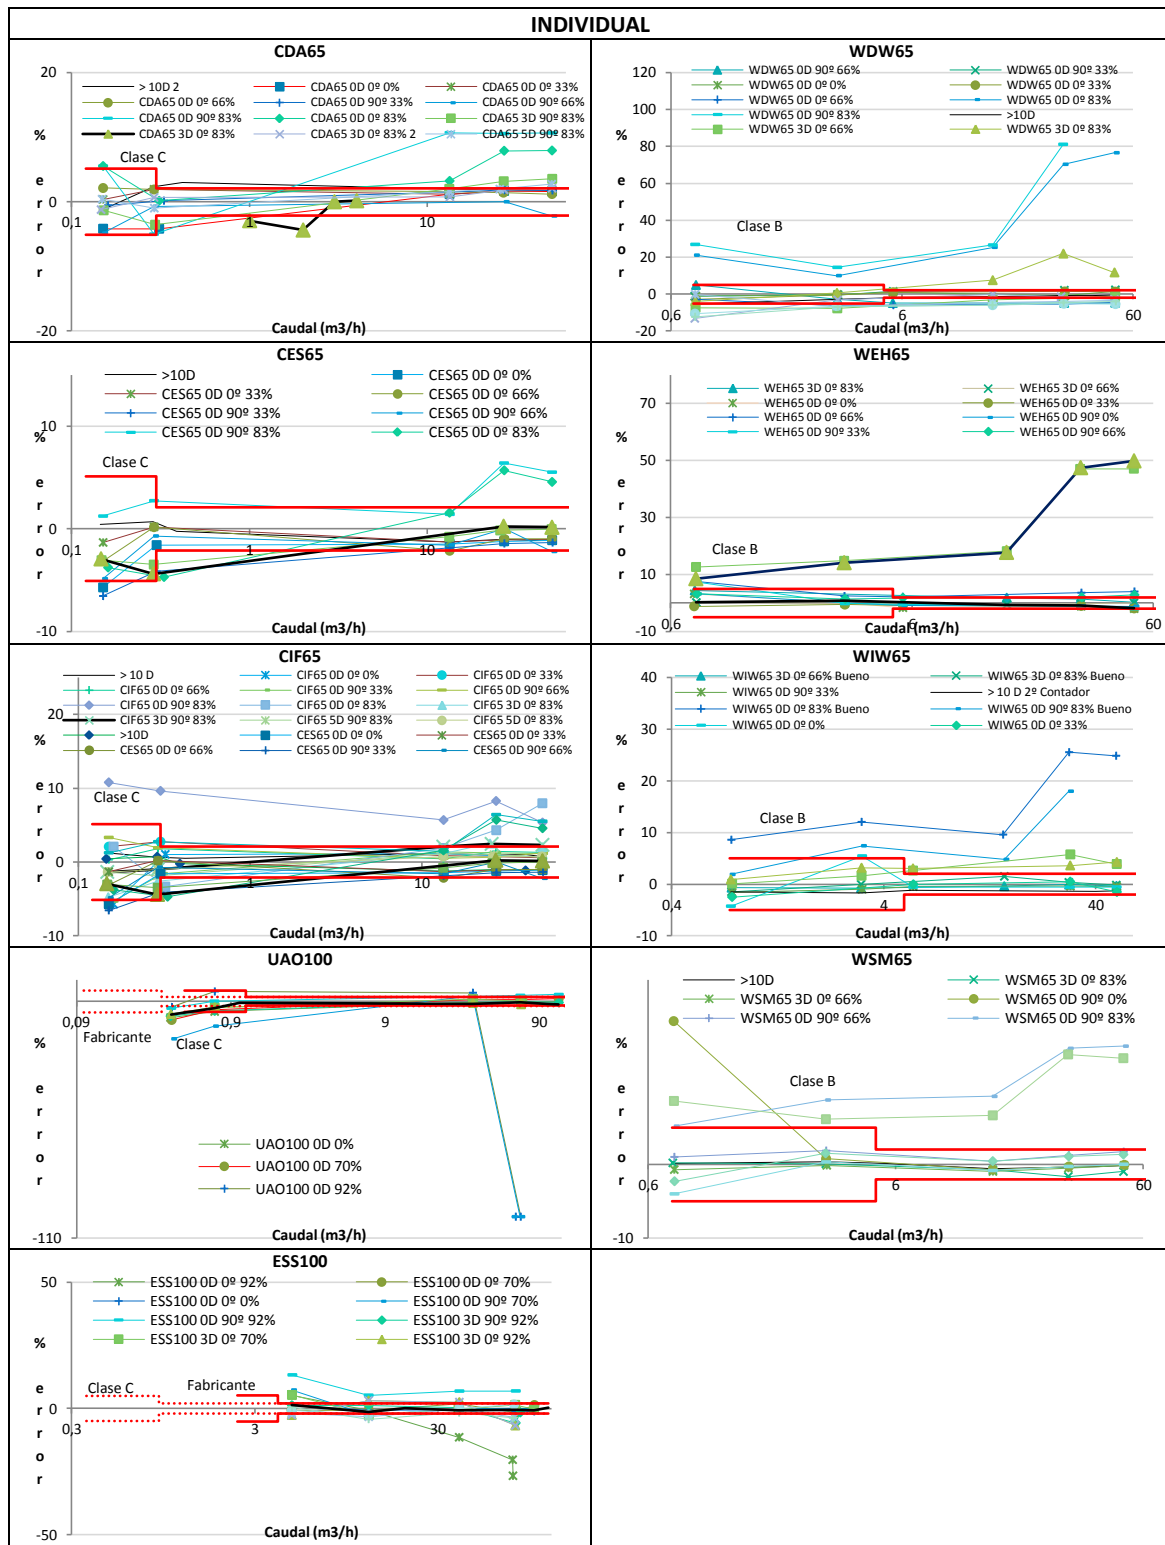 INDIVIDUAL
CDA65
20
> 10D 2
CDA65 0D 0º 0%
CDA65 0D 0º 33%
CDA65 0D 0º 66%
CDA65 0D 90º 33%
CDA65 0D 90º 66%
CDA65 0D 90º 83%
CDA65 0D 0º 83%
CDA65 3D 90º 83%
CDA65 3D 0º 83%
CDA65 3D 0º 83% 2
CDA65 5D 90º 83%
% error
Clase C
0
0,1
1
10
-20
Caudal (m3/h)
WDW65
120
100
80
60
40
20
0
-20
WDW65 0D 90º 66%
WDW65 0D 90º 33%
WDW65 0D 0º 0%
WDW65 0D 0º 33%
WDW65 0D 0º 66%
WDW65 0D 0º 83%
WDW65 0D 90º 83%
>10D
WDW65 3D 0º 66%
WDW65 3D 0º 83%
% error
Clase B
0,6
6
60
Caudal (m3/h)
CES65
>10D
CES65 0D 0º 0%
CES65 0D 0º 33%
CES65 0D 0º 66%
CES65 0D 90º 33%
CES65 0D 90º 66%
CES65 0D 90º 83%
CES65 0D 0º 83%
10
% error
Clase C
0
0,1
1
10
-10
Caudal (m3/h)
WEH65
70
50
30
10
-10
WEH65 3D 0º 83%
WEH65 3D 0º 66%
WEH65 0D 0º 0%
WEH65 0D 0º 33%
WEH65 0D 0º 66%
WEH65 0D 90º 0%
WEH65 0D 90º 33%
WEH65 0D 90º 66%
% error
Clase B
0,6
6
60
Caudal (m3/h)
CIF65
> 10 D
CIF65 0D 0º 0%
CIF65 0D 0º 33%
CIF65 0D 0º 66%
CIF65 0D 90º 33%
CIF65 0D 90º 66%
CIF65 0D 90º 83%
CIF65 0D 0º 83%
CIF65 3D 0º 83%
CIF65 3D 90º 83%
CIF65 5D 90º 83%
CIF65 5D 0º 83%
>10D
CES65 0D 0º 0%
CES65 0D 0º 33%
CES65 0D 0º 66%
CES65 0D 90º 33%
CES65 0D 90º 66%
20
10
0
-10
% error
Clase C
0,1
1
10
Caudal (m3/h)
WIW65
40
30
20
10
0
-10
WIW65 3D 0º 66% Bueno
WIW65 3D 0º 83% Bueno
WIW65 0D 90º 33%
> 10 D 2º Contador
WIW65 0D 0º 83% Bueno
WIW65 0D 90º 83% Bueno
WIW65 0D 0º 0%
WIW65 0D 0º 33%
% error
Clase B
0,4
4
40
Caudal (m3/h)
UAO100
0,09
0,9
9
90
Fabricante
Clase C
% error
UAO100 0D 0%
UAO100 0D 70%
UAO100 0D 92%
-110
Caudal (m3/h)
WSM65
>10D
WSM65 3D 0º 83%
WSM65 3D 0º 66%
WSM65 0D 90º 0%
WSM65 0D 90º 66%
WSM65 0D 90º 83%
% error
Clase B
0,6
6
60
-10
Caudal (m3/h)
ESS100
50
ESS100 0D 0º 92%
ESS100 0D 0º 70%
ESS100 0D 0º 0%
ESS100 0D 90º 70%
ESS100 0D 90º 92%
ESS100 3D 90º 92%
ESS100 3D 0º 70%
ESS100 3D 0º 92%
% error
Clase C
Fabricante
0
0,3
3
30
-50
Caudal (m3/h)